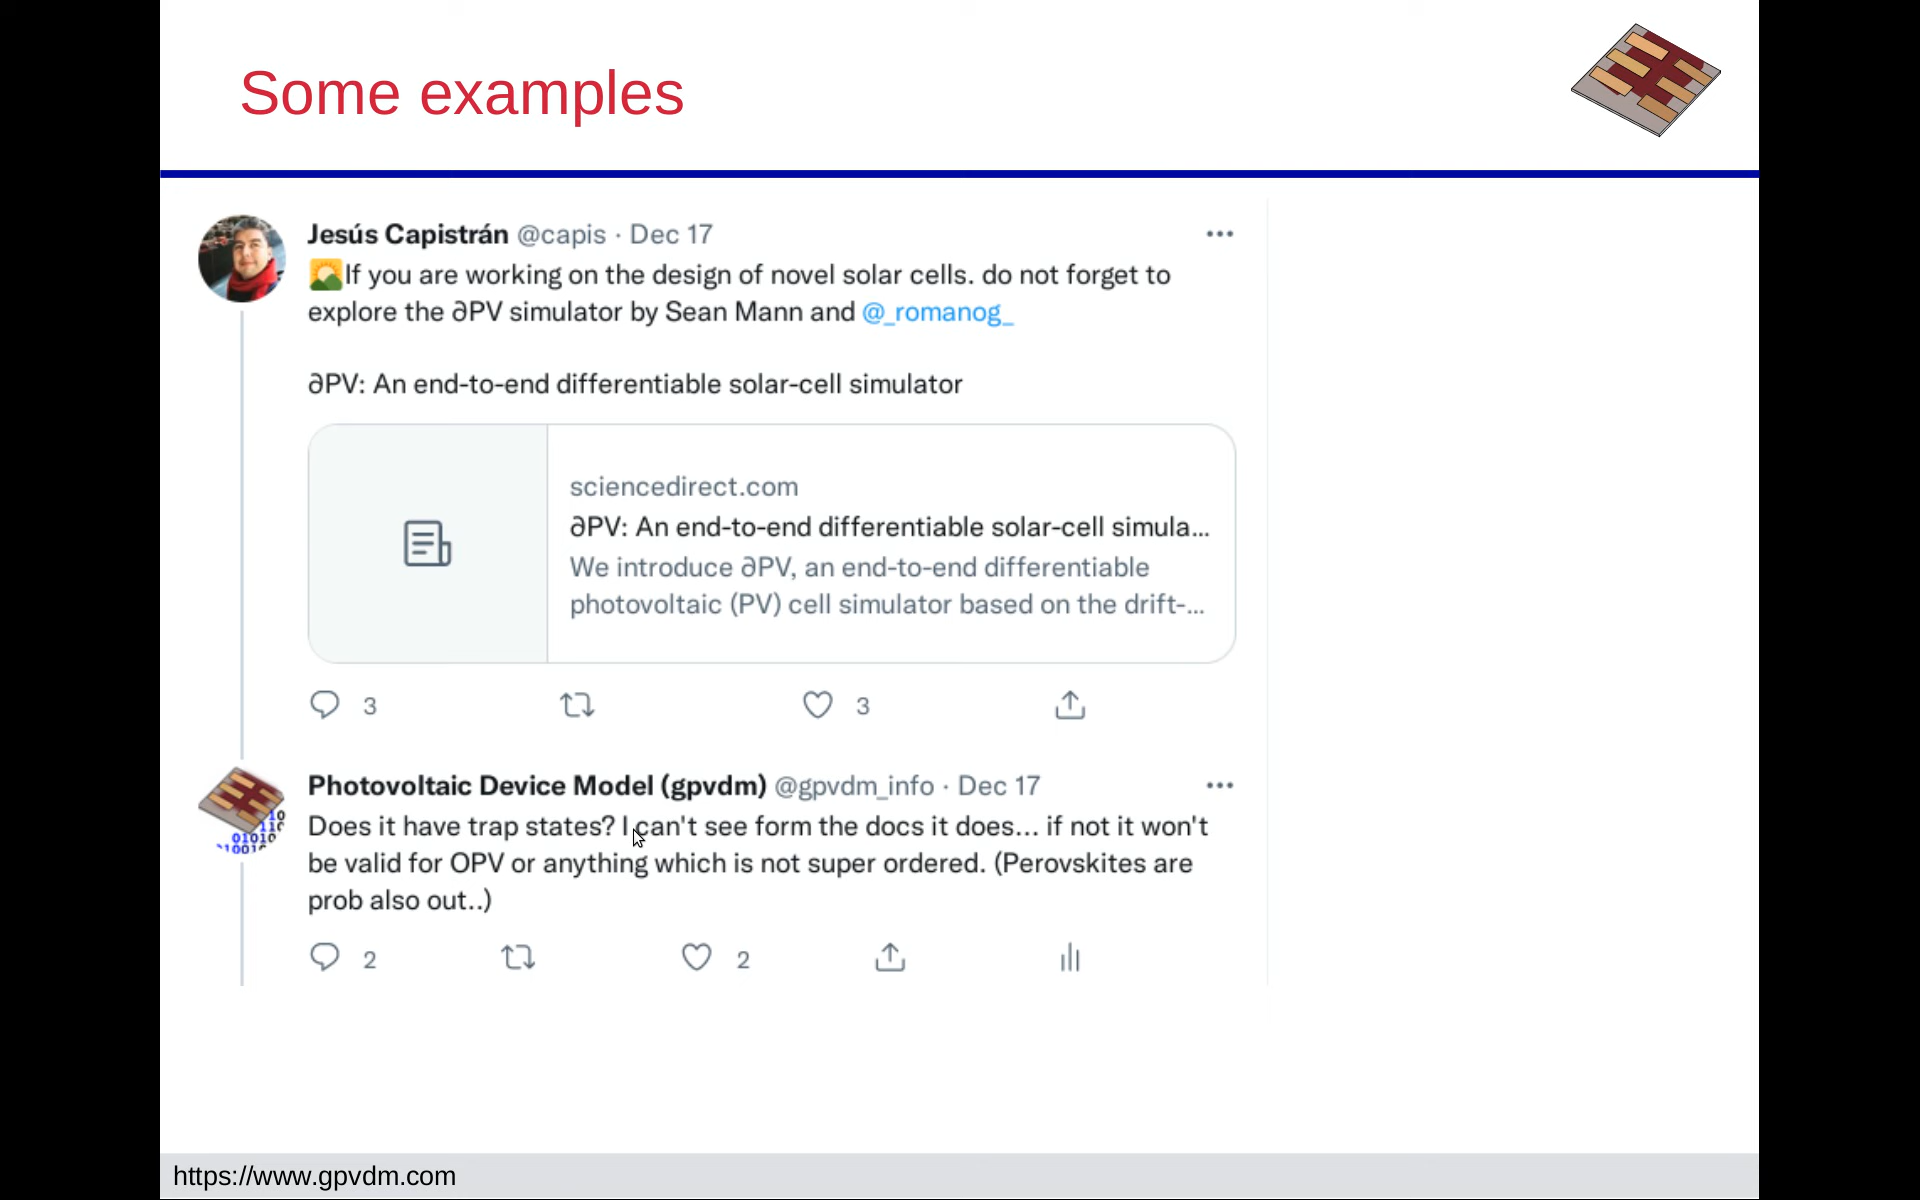 Some examples
Jesús Capistrán @capis · Dec 17
If you are working on the design of novel solar cells. do not forget to
explore the ∂PV simulator by Sean Mann and @_romanog_
∂PV: An end-to-end differentiable solar-cell simulator
sciencedirect.com
∂PV: An end-to-end differentiable solar-cell simula...
We introduce ∂PV, an end-to-end differentiable
photovoltaic (PV) cell simulator based on the drift-...
3 3
Photovoltaic Device Model (gpvdm) @gpvdm_info · Dec 17
Does it have trap states? I can't see form the docs it does... if not it won't
be valid for OPV or anything which is not super ordered. (Perovskites are
prob also out..)
2 2
https://www.gpvdm.com